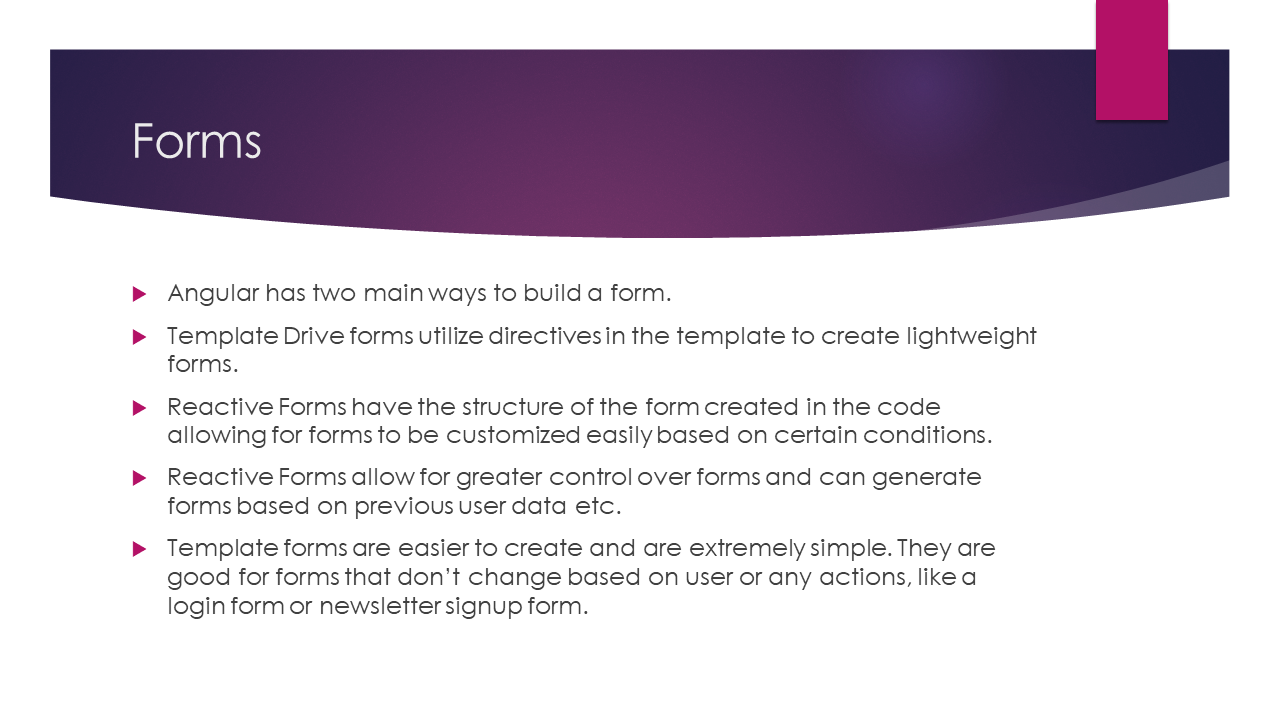 Forms
Angular has two main ways to build a form.
Template Drive forms utilize directives in the template to create lightweight
forms.
Reactive Forms have the structure of the form created in the code
allowing for forms to be customized easily based on certain conditions.
Reactive Forms allow for greater control over forms and can generate
forms based on previous user data etc.
Template forms are easier to create and are extremely simple. They are
good for forms that don’t change based on user or any actions, like a
login form or newsletter signup form.